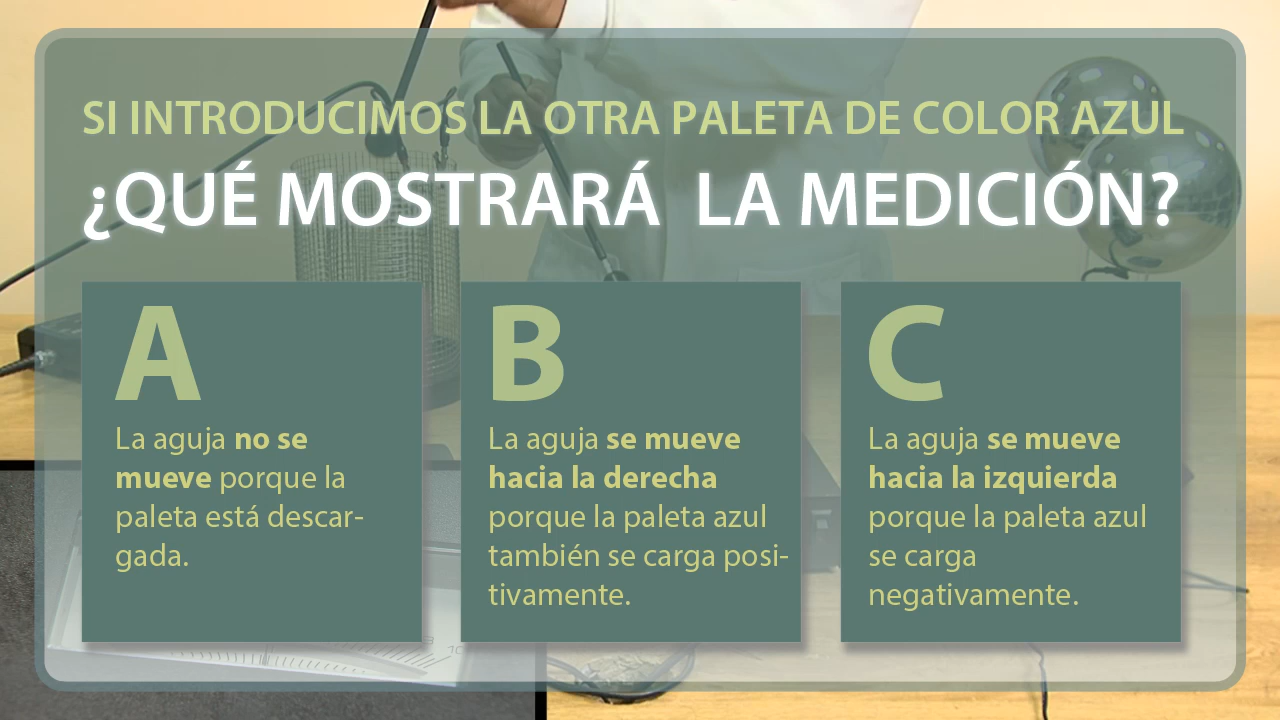 SI INTRODUCIMOS LA OTRA PALETA DE COLOR AZUL
¿QUÉ MOSTRARÁ LA MEDICIÓN?
A
La aguja no se
mueve porque la
paleta está descar-
gada.
B
La aguja se mueve
hacia la derecha
porque la paleta azul
también se carga posi-
tivamente.
C
La aguja se mueve
hacia la izquierda
porque la paleta azul
se carga
negativamente.